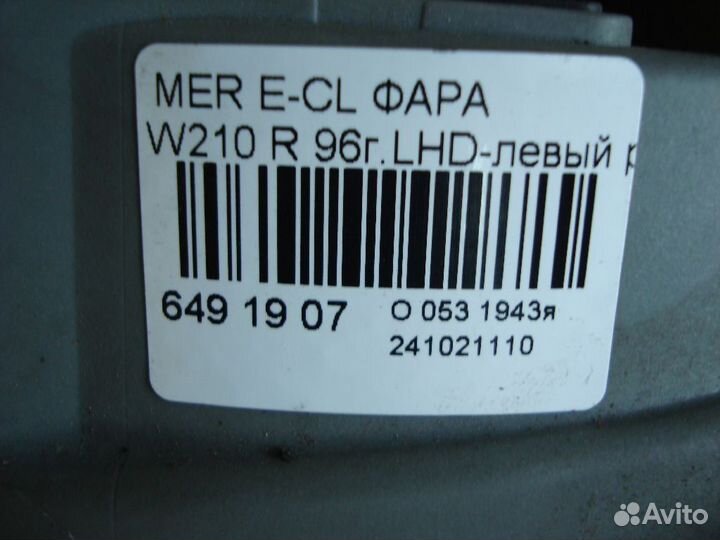 MER E-CL ФАРА
W210 R 96г.LHD-левый р
649 19 07
О 053 1943я
241021110
Avito